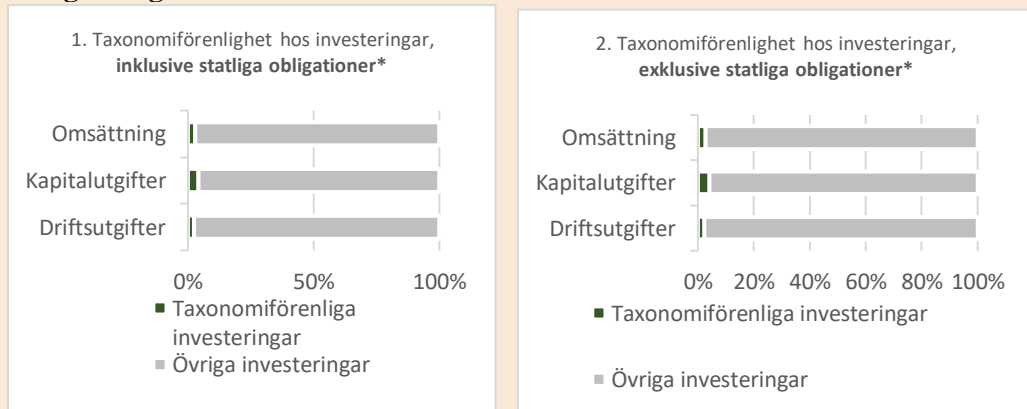 1. Taxonomiförenlighet hos investeringar,
inklusive statliga obligationer*
Omsättning
Kapitalutgifter
Driftsutgifter
0% 50% 100%
Taxonomiförenliga
investeringar
Övriga investeringar
2. Taxonomiförenlighet hos investeringar,
exklusive statliga obligationer*
Omsättning
Kapitalutgifter
Driftsutgifter
0% 20% 40% 60% 80% 100%
Taxonomiförenliga investeringar
Övriga investeringar